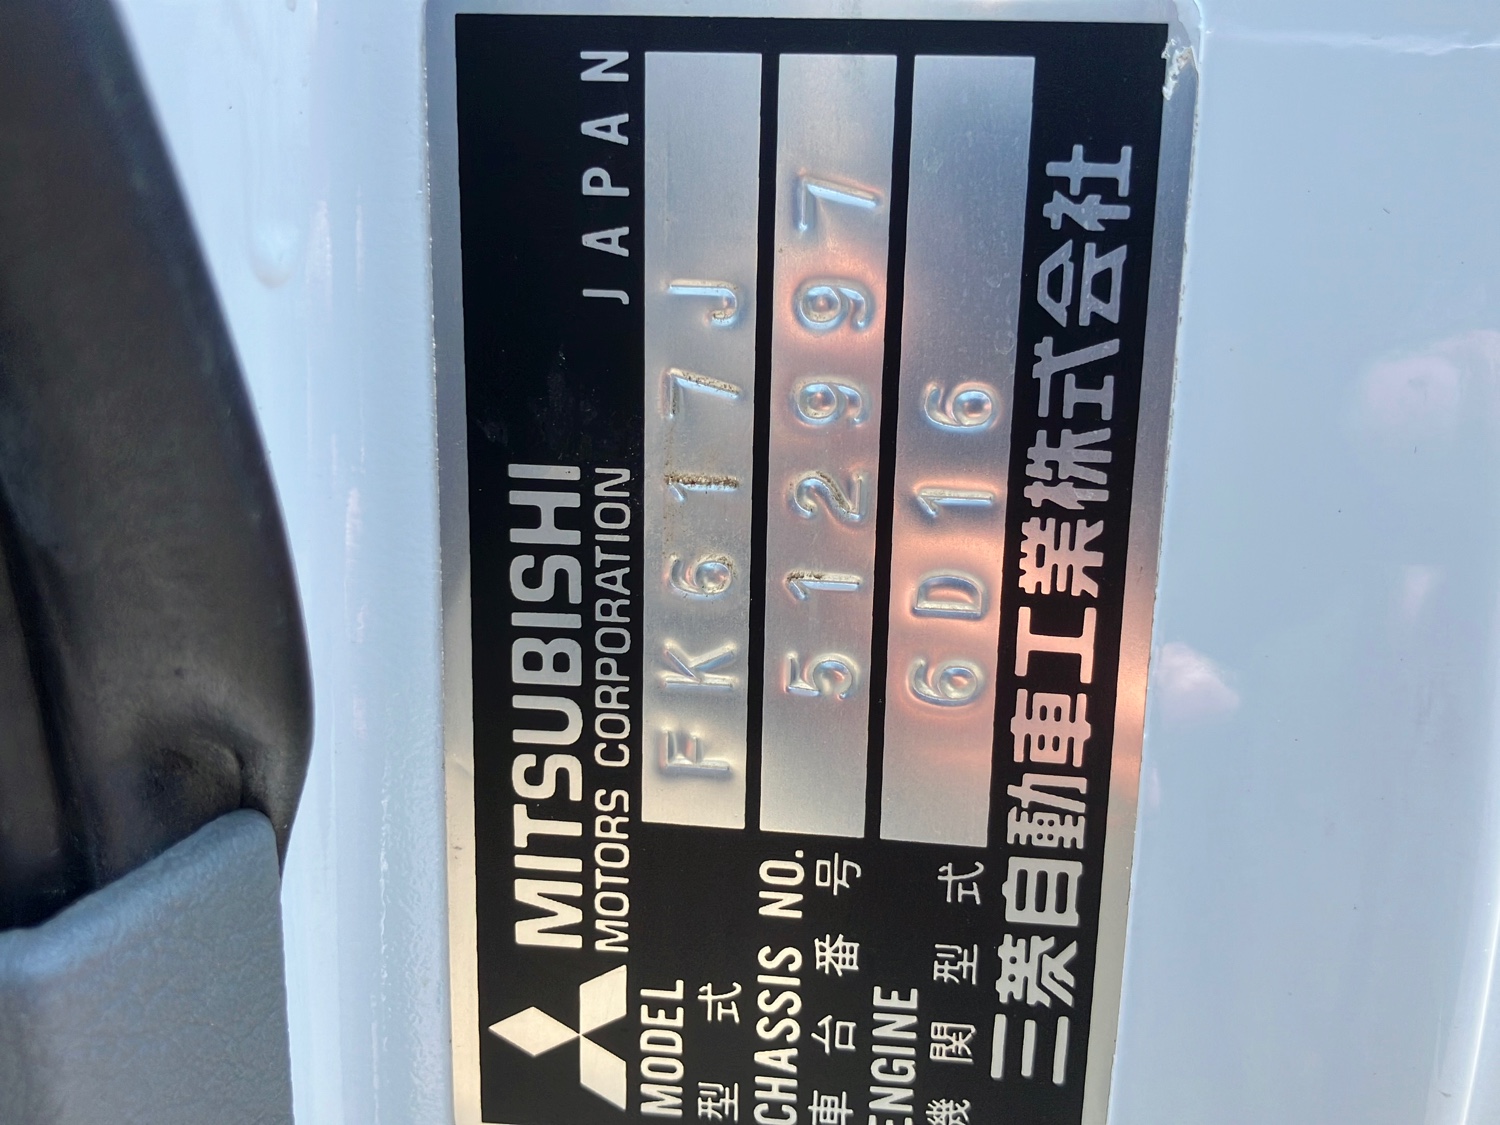 MITSUBISHI
MOTORS CORPORATION JAPAN
MODEL FK617J
型式
CHASSIS NO. 512997
車台番号
ENGINE 6D16
機関型式
三菱自動車工業株式会社